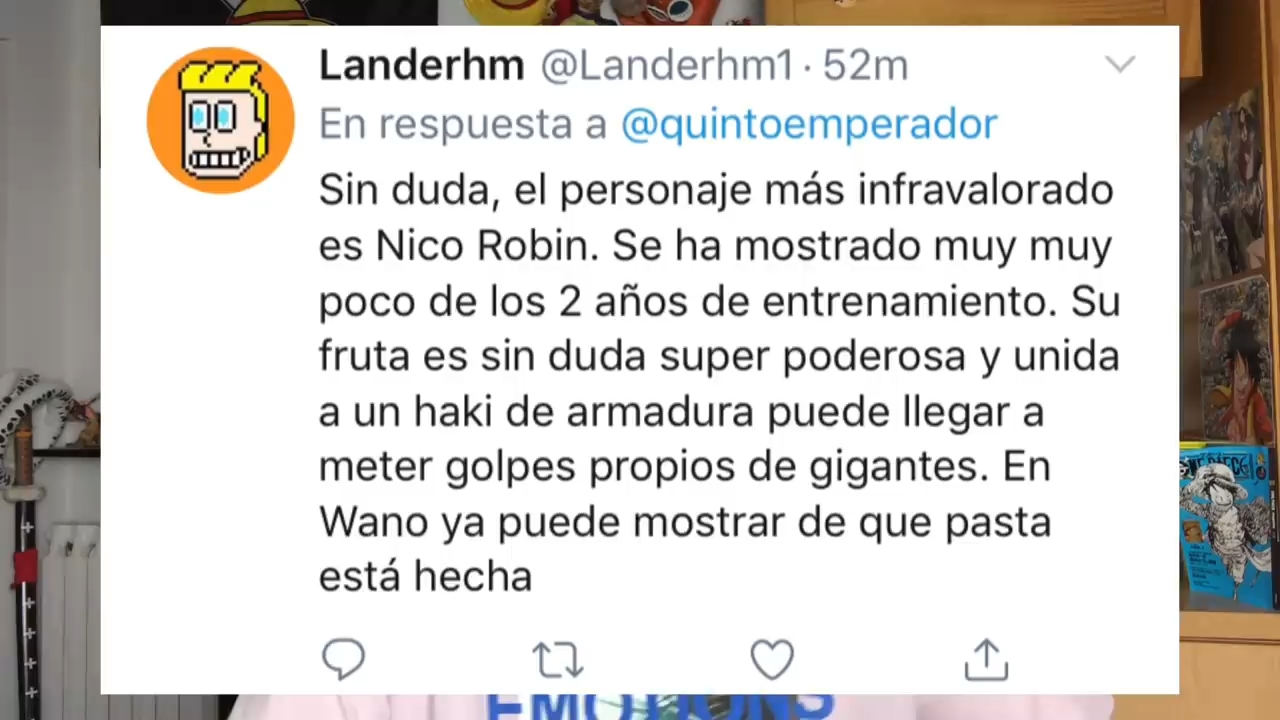 Landerhm @Landerhm1 · 52m
En respuesta a @quintoemperador
Sin duda, el personaje más infravalorado
es Nico Robin. Se ha mostrado muy muy
poco de los 2 años de entrenamiento. Su
fruta es sin duda super poderosa y unida
a un haki de armadura puede llegar a
meter golpes propios de gigantes. En
Wano ya puede mostrar de que pasta
está hecha
EMOTIONS